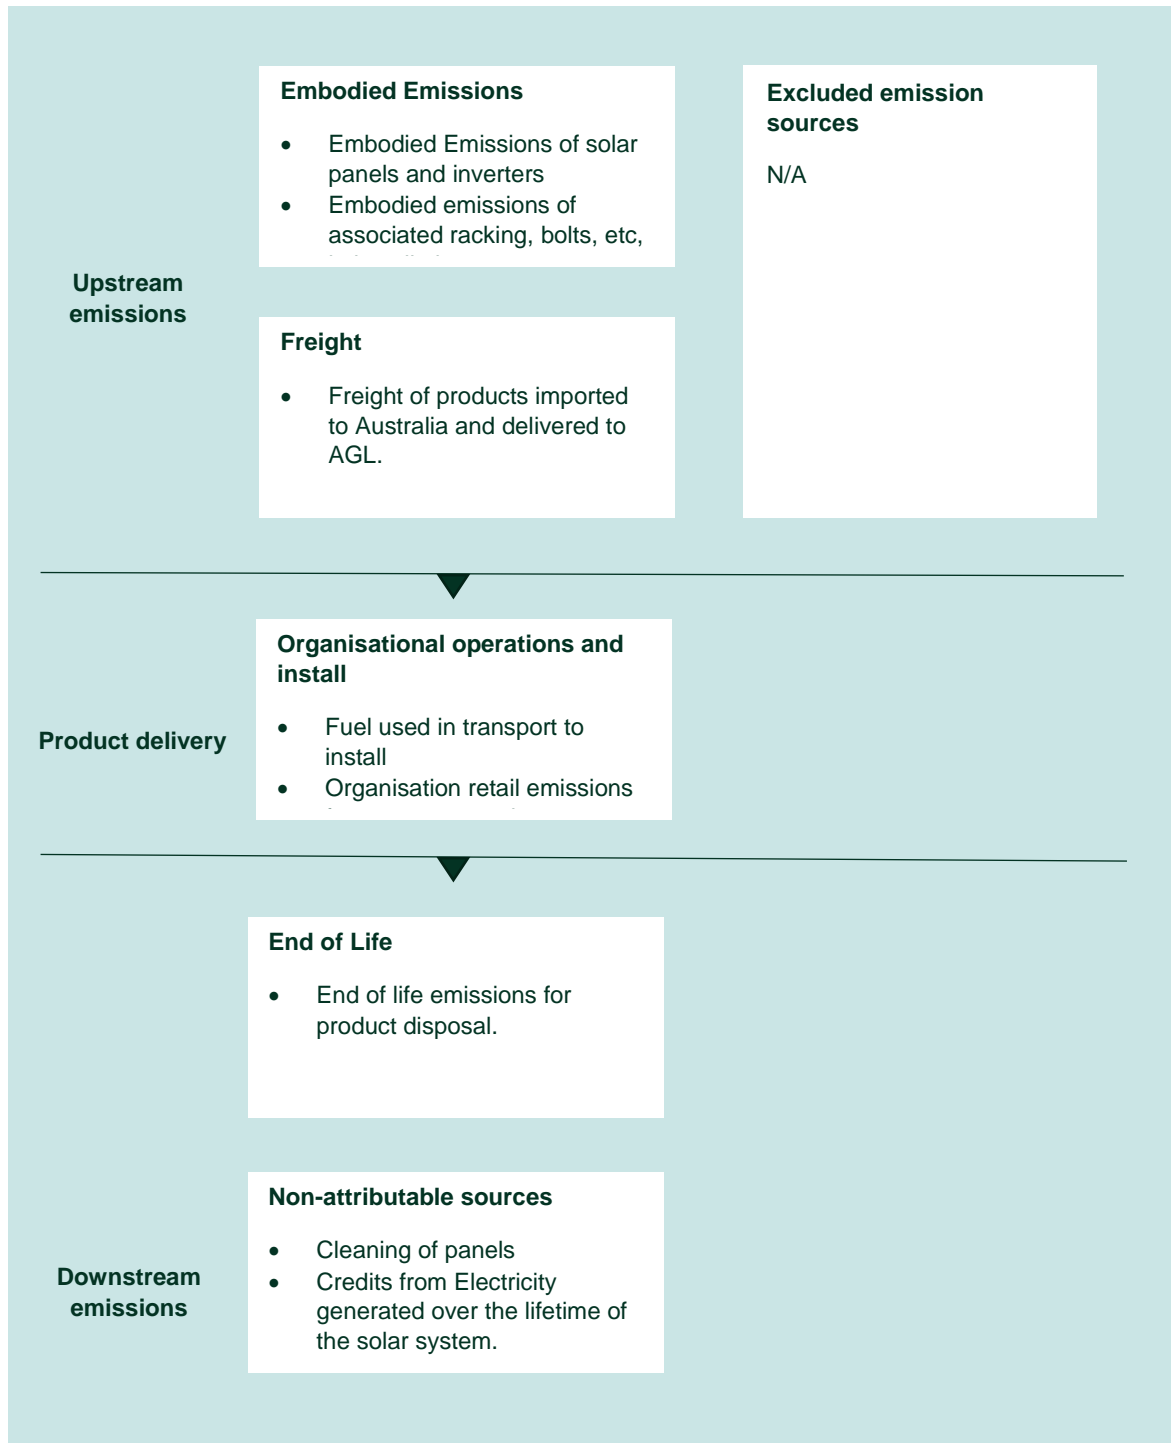 Embodied Emissions
• Embodied Emissions of solar
panels and inverters
• Embodied emissions of
associated racking, bolts, etc,
Excluded emission
sources
N/A
Upstream
emissions
Freight
• Freight of products imported
to Australia and delivered to
AGL.
Organisational operations and
install
• Fuel used in transport to
install
• Organisation retail emissions
Product delivery
End of Life
• End of life emissions for
product disposal.
Non-attributable sources
• Cleaning of panels
• Credits from Electricity
generated over the lifetime of
the solar system.
Downstream
emissions